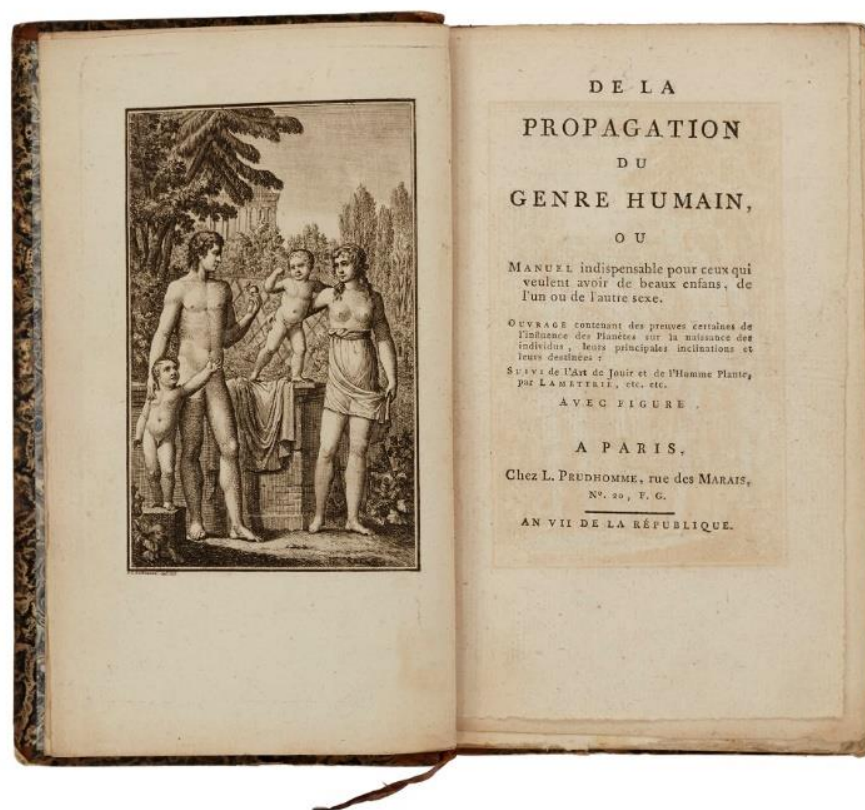 DE LA
PROPAGATION
DU
GENRE HUMAIN,
OU
MANUEL indispensable pour ceux qui
veulent avoir de beaux enfans, de
l'un ou de l'autre sexe.
OUVRAGE contenant des preuves certaines de
l'influence des Planètes sur la naissance des
individus, leurs principales inclinations et
leurs destinées :
SUIVI de l'Art de Jouir et de l'Homme Plante,
par LAMETTRIE, etc. etc.
AVEC FIGURE.
A PARIS,
Chez L. PRUDHOMME, rue des MARAIS,
Nº. 20, F. G.
AN VII DE LA RÉPUBLIQUE.